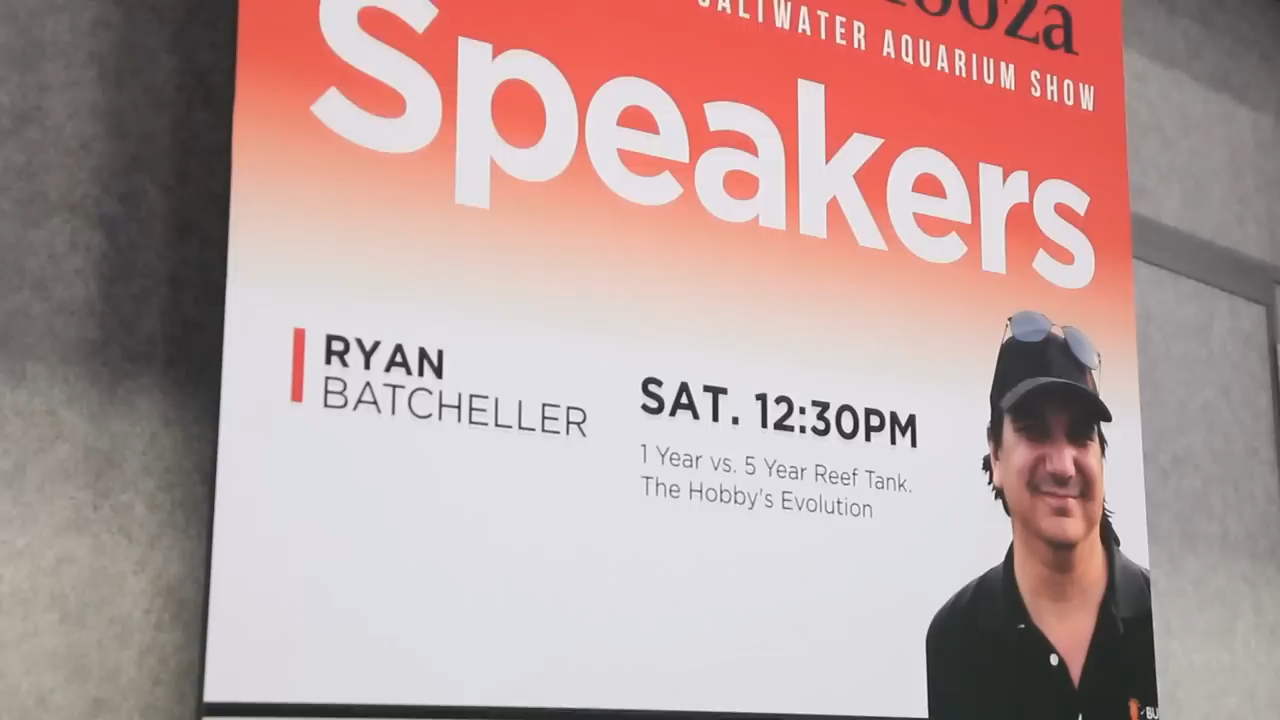 SALTWATER AQUARIUM SHOW
Speakers
RYAN
BATCHELLER
SAT. 12:30PM
1 Year vs. 5 Year Reef Tank.
The Hobby's Evolution